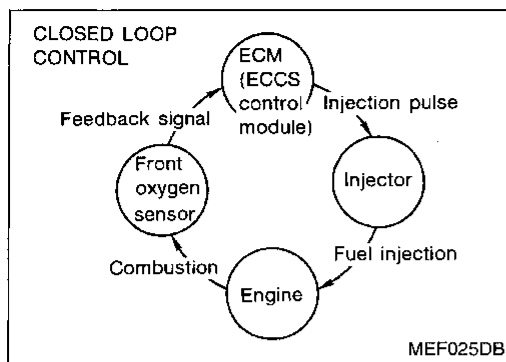 CLOSED LOOP
CONTROL
ECM
(ECCS
control
module)
Injection pulse
Injector
Fuel injection
Engine
Combustion
Front
oxygen
sensor
Feedback signal
MEF025DB